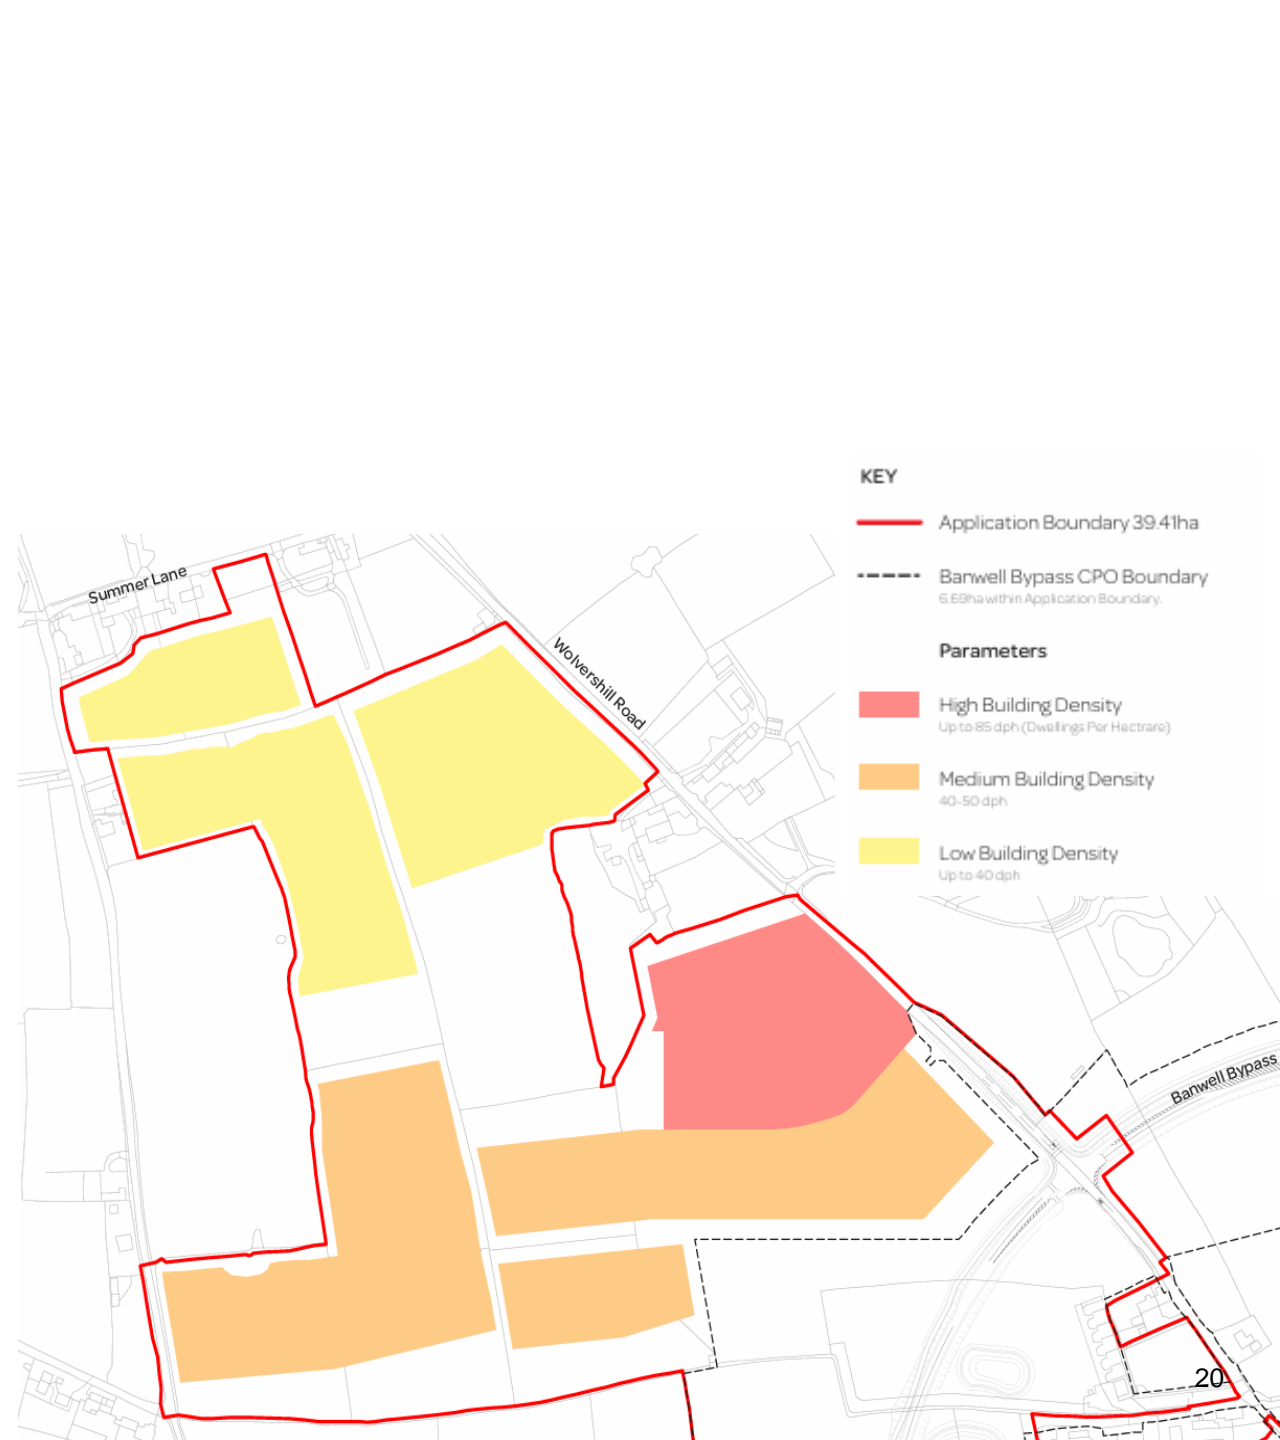 KEY
Application Boundary 39.41ha
Banwell Bypass CPO Boundary
6.69ha within Application Boundary.
Parameters
High Building Density
Up to 85 dph (Dwellings Per Hectrare)
Medium Building Density
40-50 dph
Low Building Density
Up to 40 dph
Summer Lane
Wolvershill Road
Banwell Bypass
20